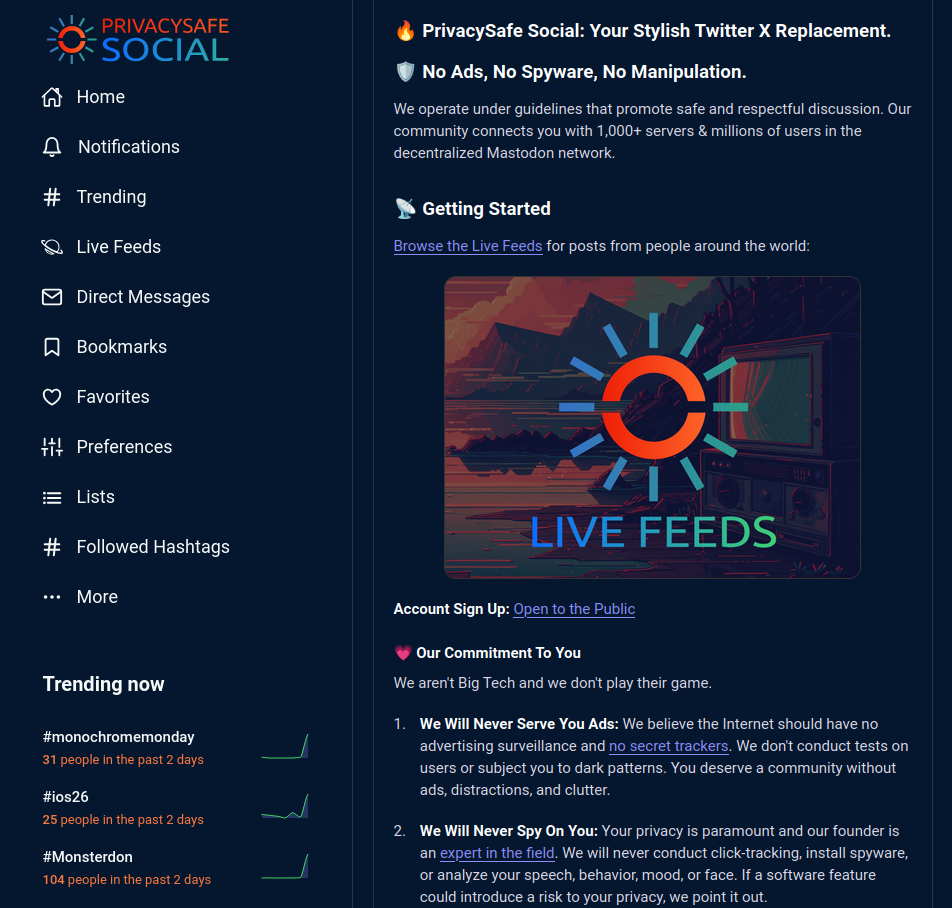 PRIVACYSAFE
SOCIAL
Home
Notifications
Trending
Live Feeds
Direct Messages
Bookmarks
Favorites
Preferences
Lists
Followed Hashtags
More
Trending now
#monochromemonday
31 people in the past 2 days
#ios26
25 people in the past 2 days
#Monsterdon
104 people in the past 2 days
🔥 PrivacySafe Social: Your Stylish Twitter X Replacement.
🛡️ No Ads, No Spyware, No Manipulation.
We operate under guidelines that promote safe and respectful discussion. Our
community connects you with 1,000+ servers & millions of users in the
decentralized Mastodon network.
📡 Getting Started
Browse the Live Feeds for posts from people around the world:
LIVE FEEDS
Account Sign Up: Open to the Public
💗 Our Commitment To You
We aren't Big Tech and we don't play their game.
1. We Will Never Serve You Ads: We believe the Internet should have no
advertising surveillance and no secret trackers. We don't conduct tests on
users or subject you to dark patterns. You deserve a community without
ads, distractions, and clutter.
2. We Will Never Spy On You: Your privacy is paramount and our founder is
an expert in the field. We will never conduct click-tracking, install spyware,
or analyze your speech, behavior, mood, or face. If a software feature
could introduce a risk to your privacy, we point it out.